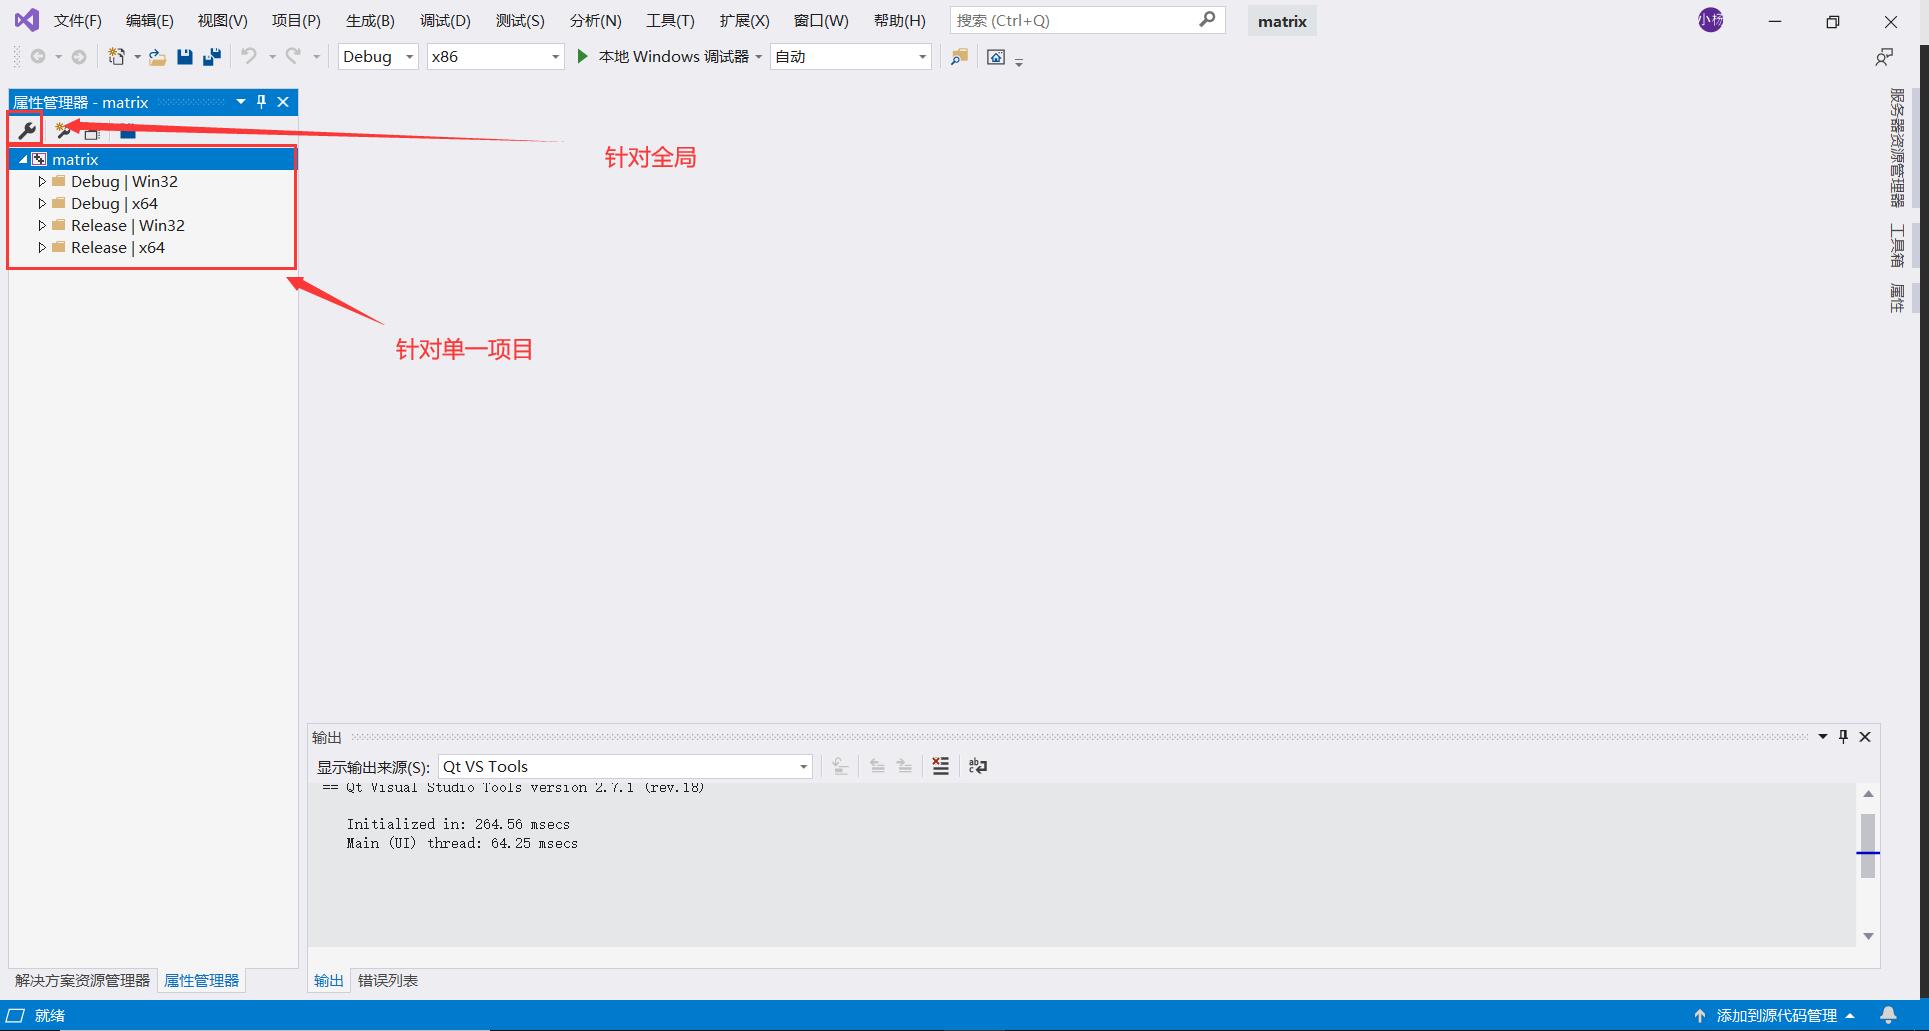 文件(F) 编辑(E) 视图(V) 项目(P) 生成(B) 调试(D) 测试(S) 分析(N) 工具(T) 扩展(X) 窗口(W) 帮助(H) 搜索 (Ctrl+Q) matrix 小杨
Debug x86 本地 Windows 调试器 自动
属性管理器 - matrix
针对全局
matrix
Debug | Win32
Debug | x64
Release | Win32
Release | x64
针对单一项目
服务器资源管理器
工具箱
属性
输出
显示输出来源(S): Qt VS Tools
== Qt Visual Studio Tools version 2.7.1 (rev.18)
Initialized in: 264.56 msecs
Main (UI) thread: 64.25 msecs
解决方案资源管理器 属性管理器 输出 错误列表
就绪 添加到源代码管理